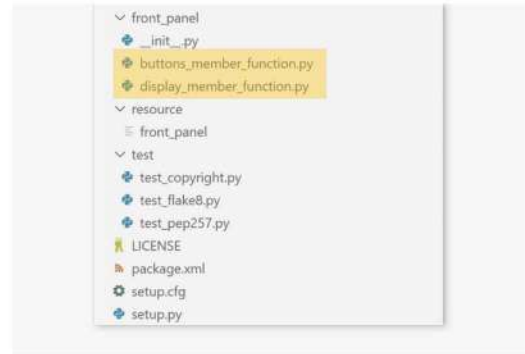 front_panel
__init__.py
buttons_member_function.py
display_member_function.py
resource
front_panel
test
test_copyright.py
test_flake8.py
test_pep257.py
LICENSE
package.xml
setup.cfg
setup.py